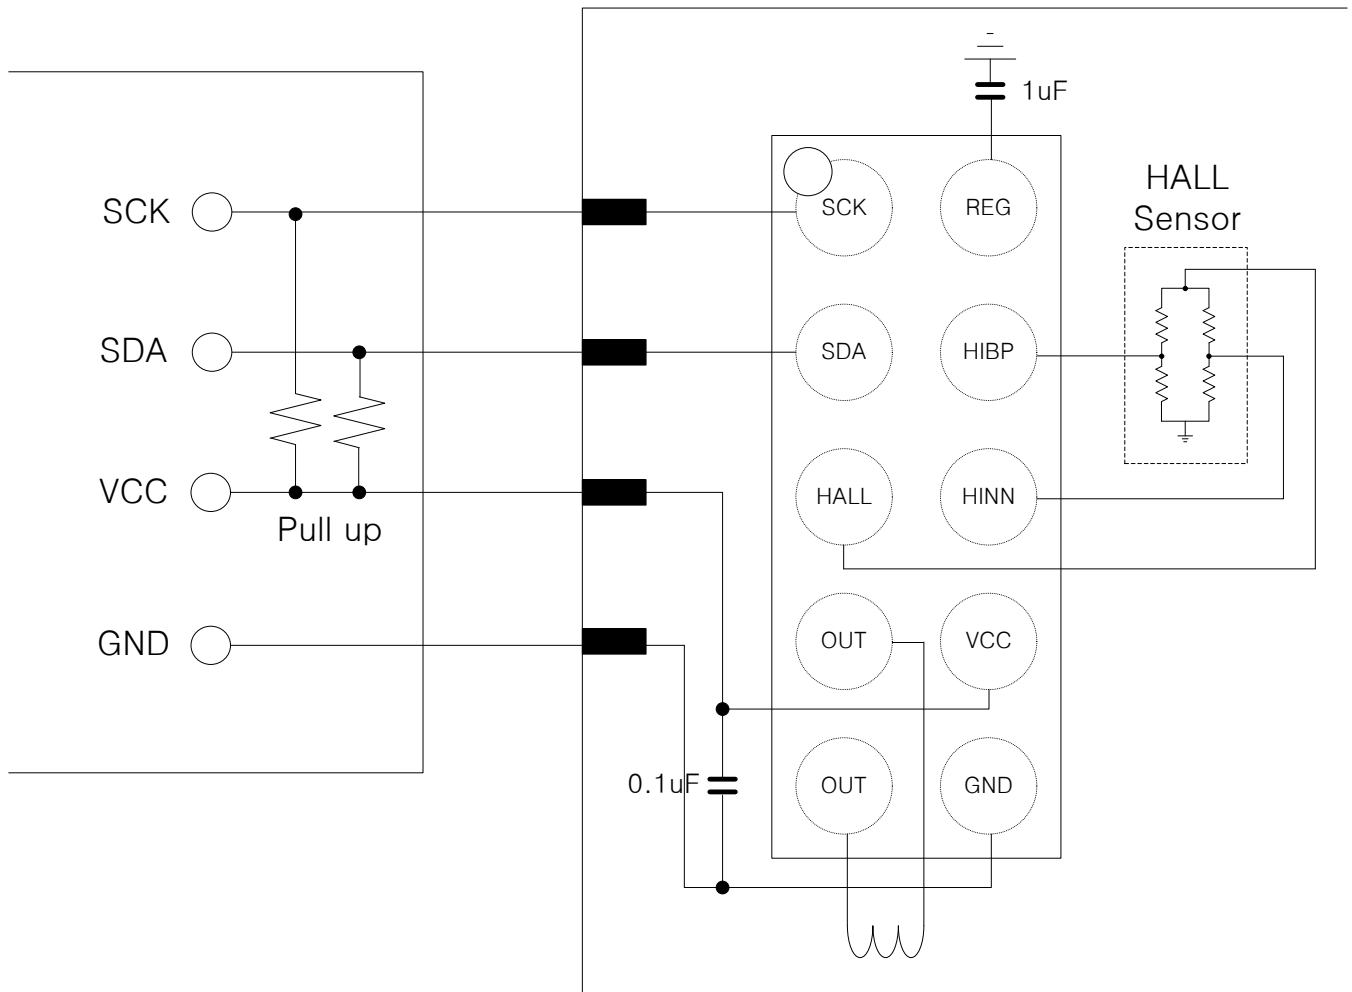 1uF
HALL
Sensor
SCK
SCK
REG
SDA
SDA
HIBP
VCC
HALL
HINN
Pull up
GND
OUT
VCC
0.1uF
OUT
GND